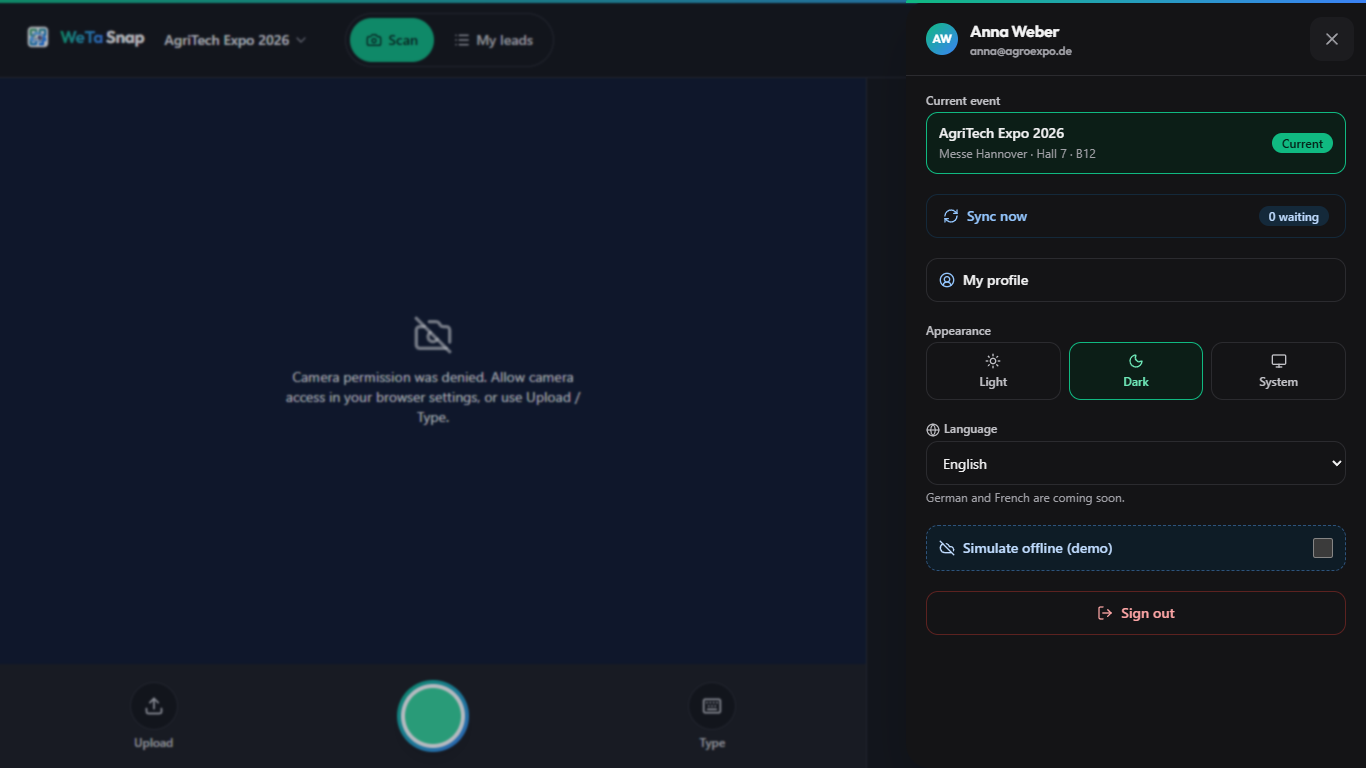 WeTa Snap
AgriTech Expo 2026
Scan
My leads
Camera permission was denied. Allow camera
access in your browser settings, or use Upload /
Type.
Upload
Type
AW
Anna Weber
anna@agroexpo.de
Current event
AgriTech Expo 2026
Messe Hannover · Hall 7 · B12
Current
Sync now
0 waiting
My profile
Appearance
Light
Dark
System
Language
English
German and French are coming soon.
Simulate offline (demo)
Sign out